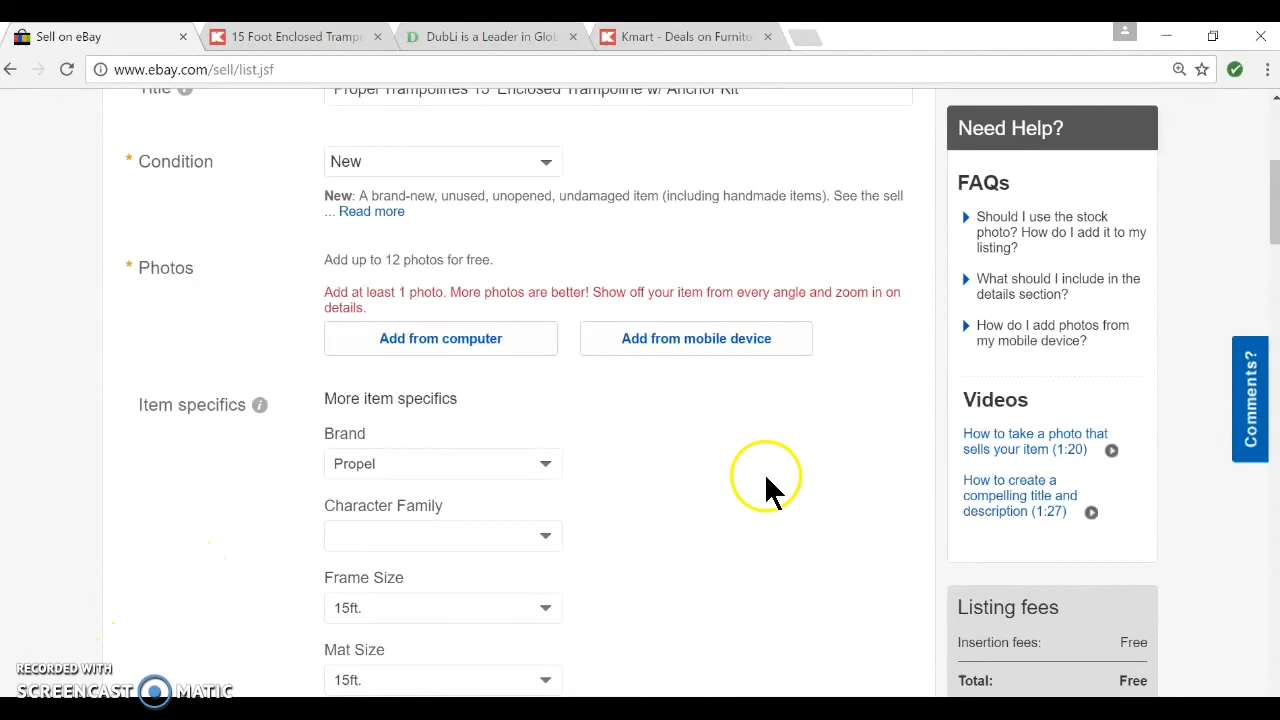 Sell on eBay
15 Foot Enclosed Trampo
DubLi is a Leader in Glob
Kmart - Deals on Furnitu
www.ebay.com/sell/list.jsf
Title
Proper Trampolines 15' Enclosed Trampoline w/ Anchor Kit
* Condition
New
New: A brand-new, unused, unopened, undamaged item (including handmade items). See the sell
... Read more
* Photos
Add up to 12 photos for free.
Add at least 1 photo. More photos are better! Show off your item from every angle and zoom in on
details.
Add from computer
Add from mobile device
Item specifics
More item specifics
Brand
Propel
Character Family
Frame Size
15ft.
Mat Size
15ft.
Need Help?
FAQs
Should I use the stock
photo? How do I add it to my
listing?
What should I include in the
details section?
How do I add photos from
my mobile device?
Videos
How to take a photo that
sells your item (1:20)
How to create a
compelling title and
description (1:27)
Listing fees
Insertion fees: Free
Total: Free
Comments?
RECORDED WITH
SCREENCAST MATIC